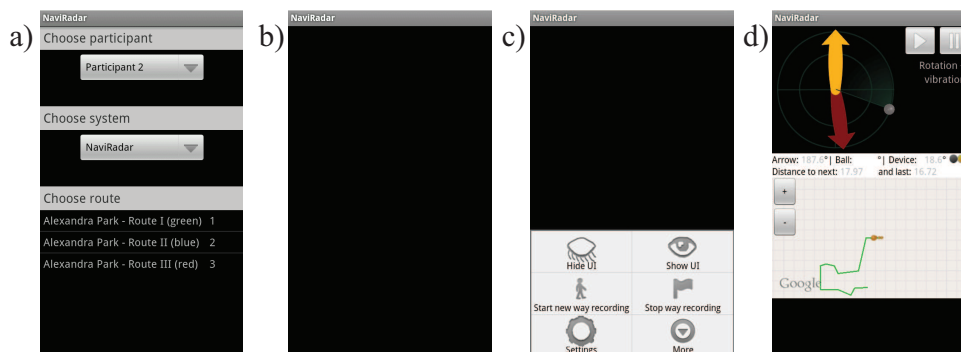 a)
NaviRadar
Choose participant
Participant 2
Choose system
NaviRadar
Choose route
Alexandra Park - Route I (green) 1
Alexandra Park - Route II (blue) 2
Alexandra Park - Route III (red) 3
b)
NaviRadar
c)
NaviRadar
Hide UI Show UI
Start new way recording Stop way recording
Settings More
d)
NaviRadar
Rotation
vibration
Arrow: 187.6°| Ball: °| Device: 18.6°
Distance to next: 17.97 and last: 16.72
+
-
Google